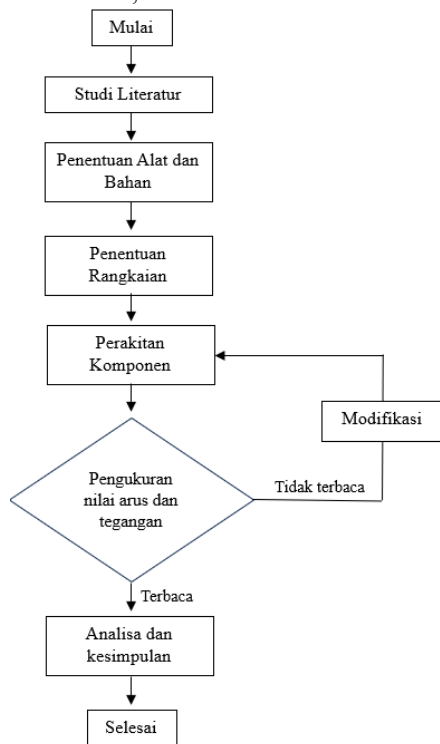 Mulai
Studi Literatur
Penentuan Alat dan
Bahan
Penentuan
Rangkaian
Perakitan
Komponen
Modifikasi
Pengukuran
nilai arus dan
tegangan
Tidak terbaca
Terbaca
Analisa dan
kesimpulan
Selesai